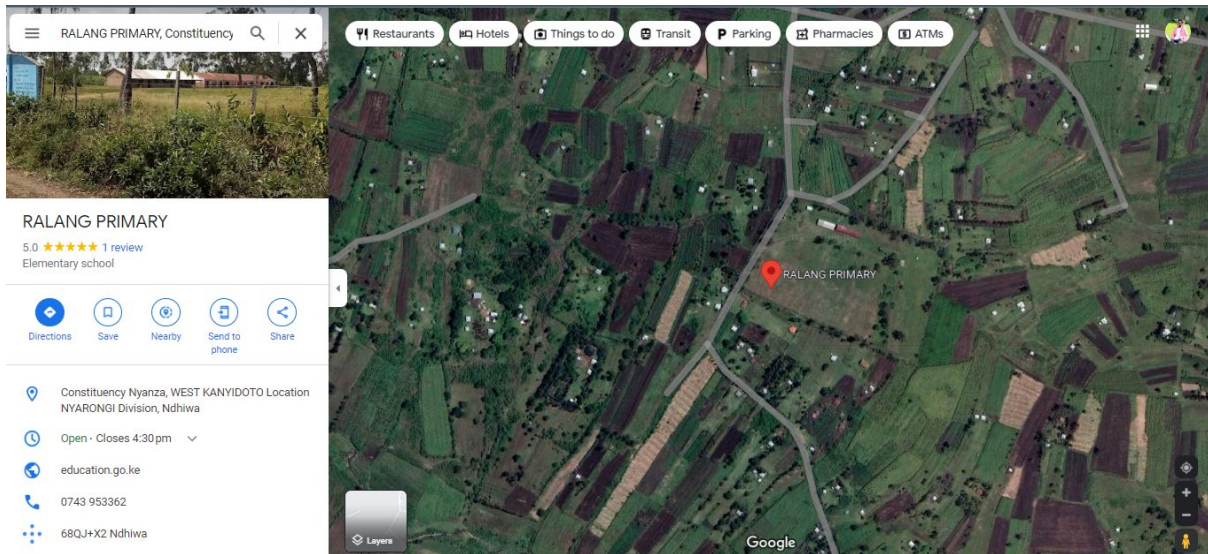 RALANG PRIMARY, Constituency
Restaurants
Hotels
Things to do
Transit
Parking
Pharmacies
ATMs
RALANG PRIMARY
5.0 ★★★★★ 1 review
Elementary school
Directions
Save
Nearby
Send to
phone
Share
Constituency Nyanza, WEST KANYIDOTO Location
NYARONGI Division, Ndhiwa
Open · Closes 4:30 pm
education.go.ke
0743 953362
68QJ+X2 Ndhiwa
RALANG PRIMARY
Layers
Google